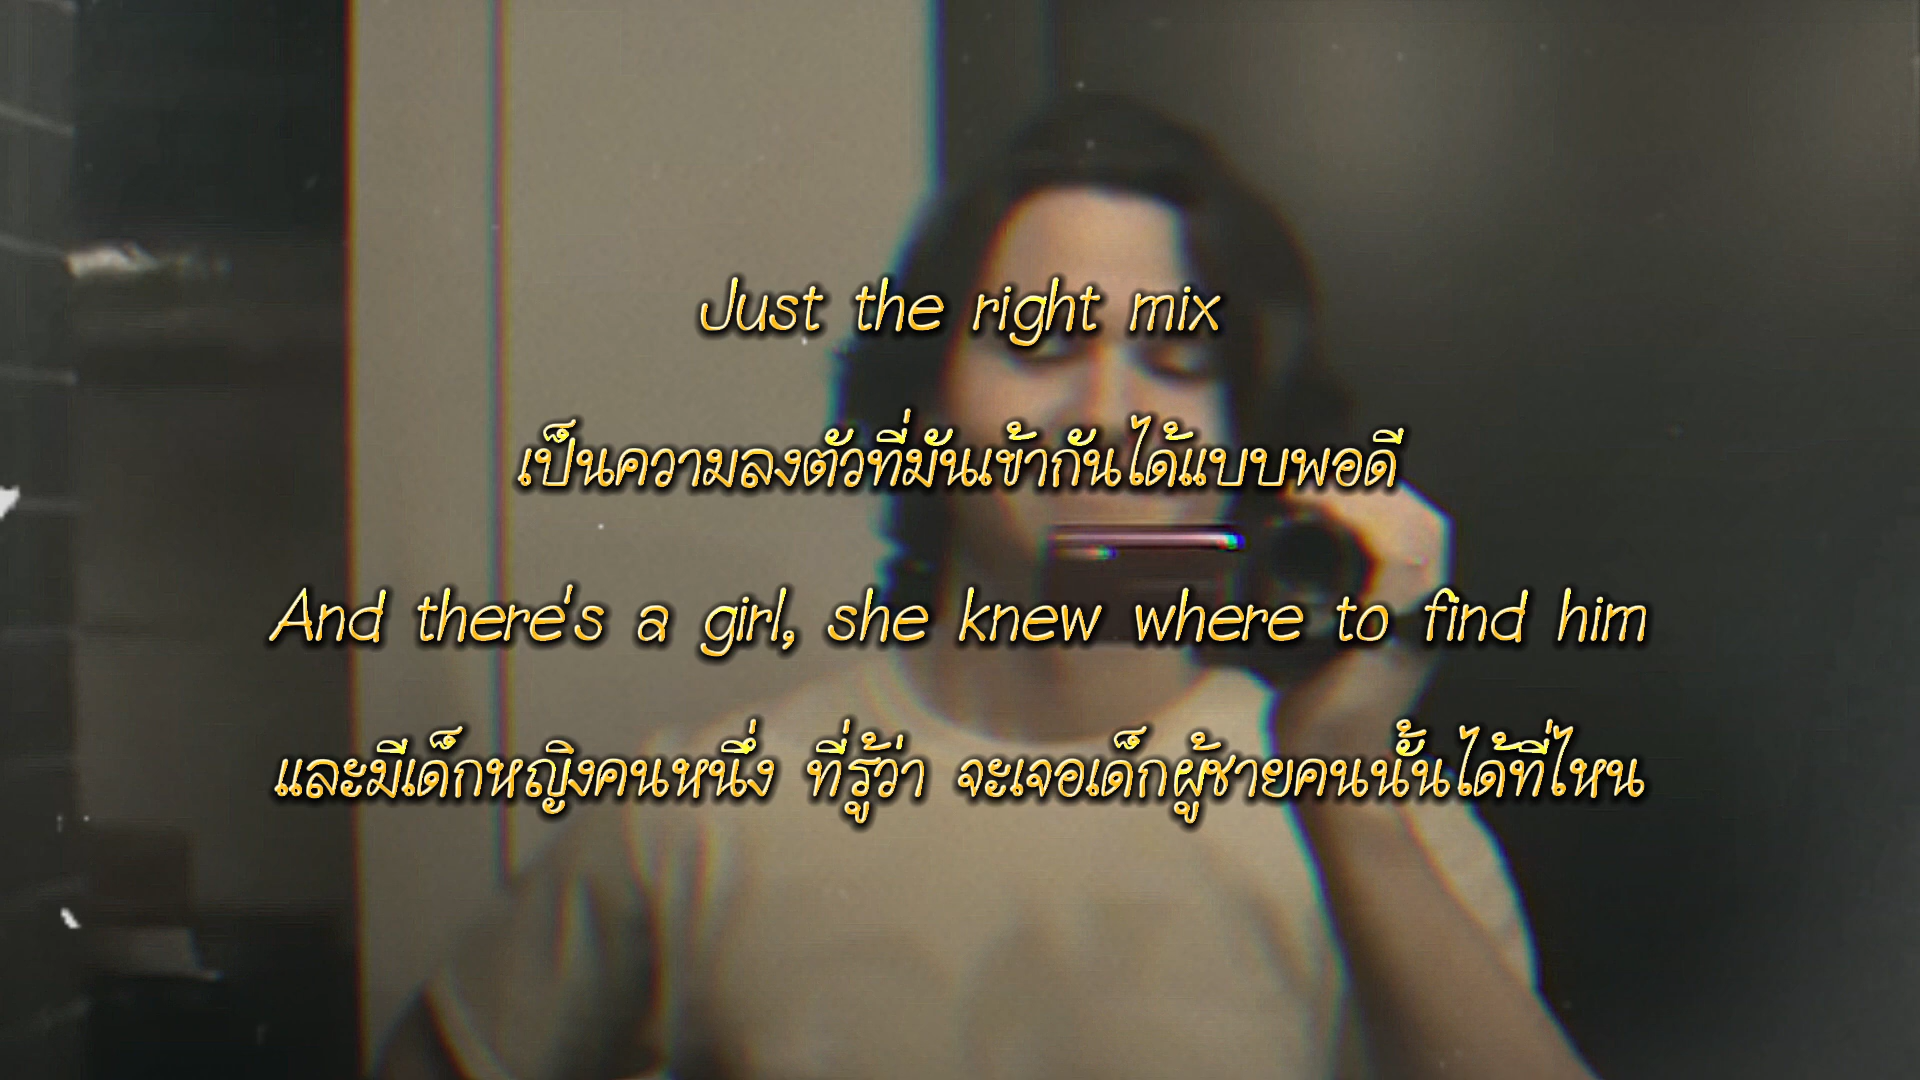 Just the right mix
เป็นความลงตัวที่มันเข้ากันได้แบบพอดี
And there's a girl, she knew where to find him
และมีเด็กหญิงคนหนึ่ง ที่รู้ว่า จะเจอเด็กผู้ชายคนนั้นได้ที่ไหน